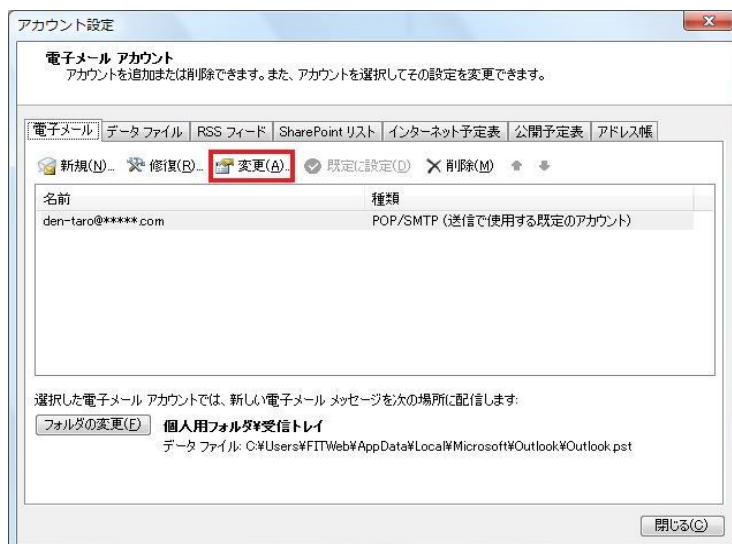 アカウント設定
電子メール アカウント
アカウントを追加または削除できます。また、アカウントを選択してその設定を変更できます。
電子メール データ ファイル RSS フィード SharePoint リスト インターネット予定表 公開予定表 アドレス帳
新規(N)... 修復(R)... 変更(A)... 既定に設定(D) 削除(M)
名前 種類
den-taro@*****.com POP/SMTP (送信で使用する既定のアカウント)
選択した電子メール アカウントでは、新しい電子メール メッセージを次の場所に配信します:
フォルダの変更(F) 個人用フォルダ¥受信トレイ
データ ファイル: C:¥Users¥FITWeb¥AppData¥Local¥Microsoft¥Outlook¥Outlook.pst
閉じる(C)